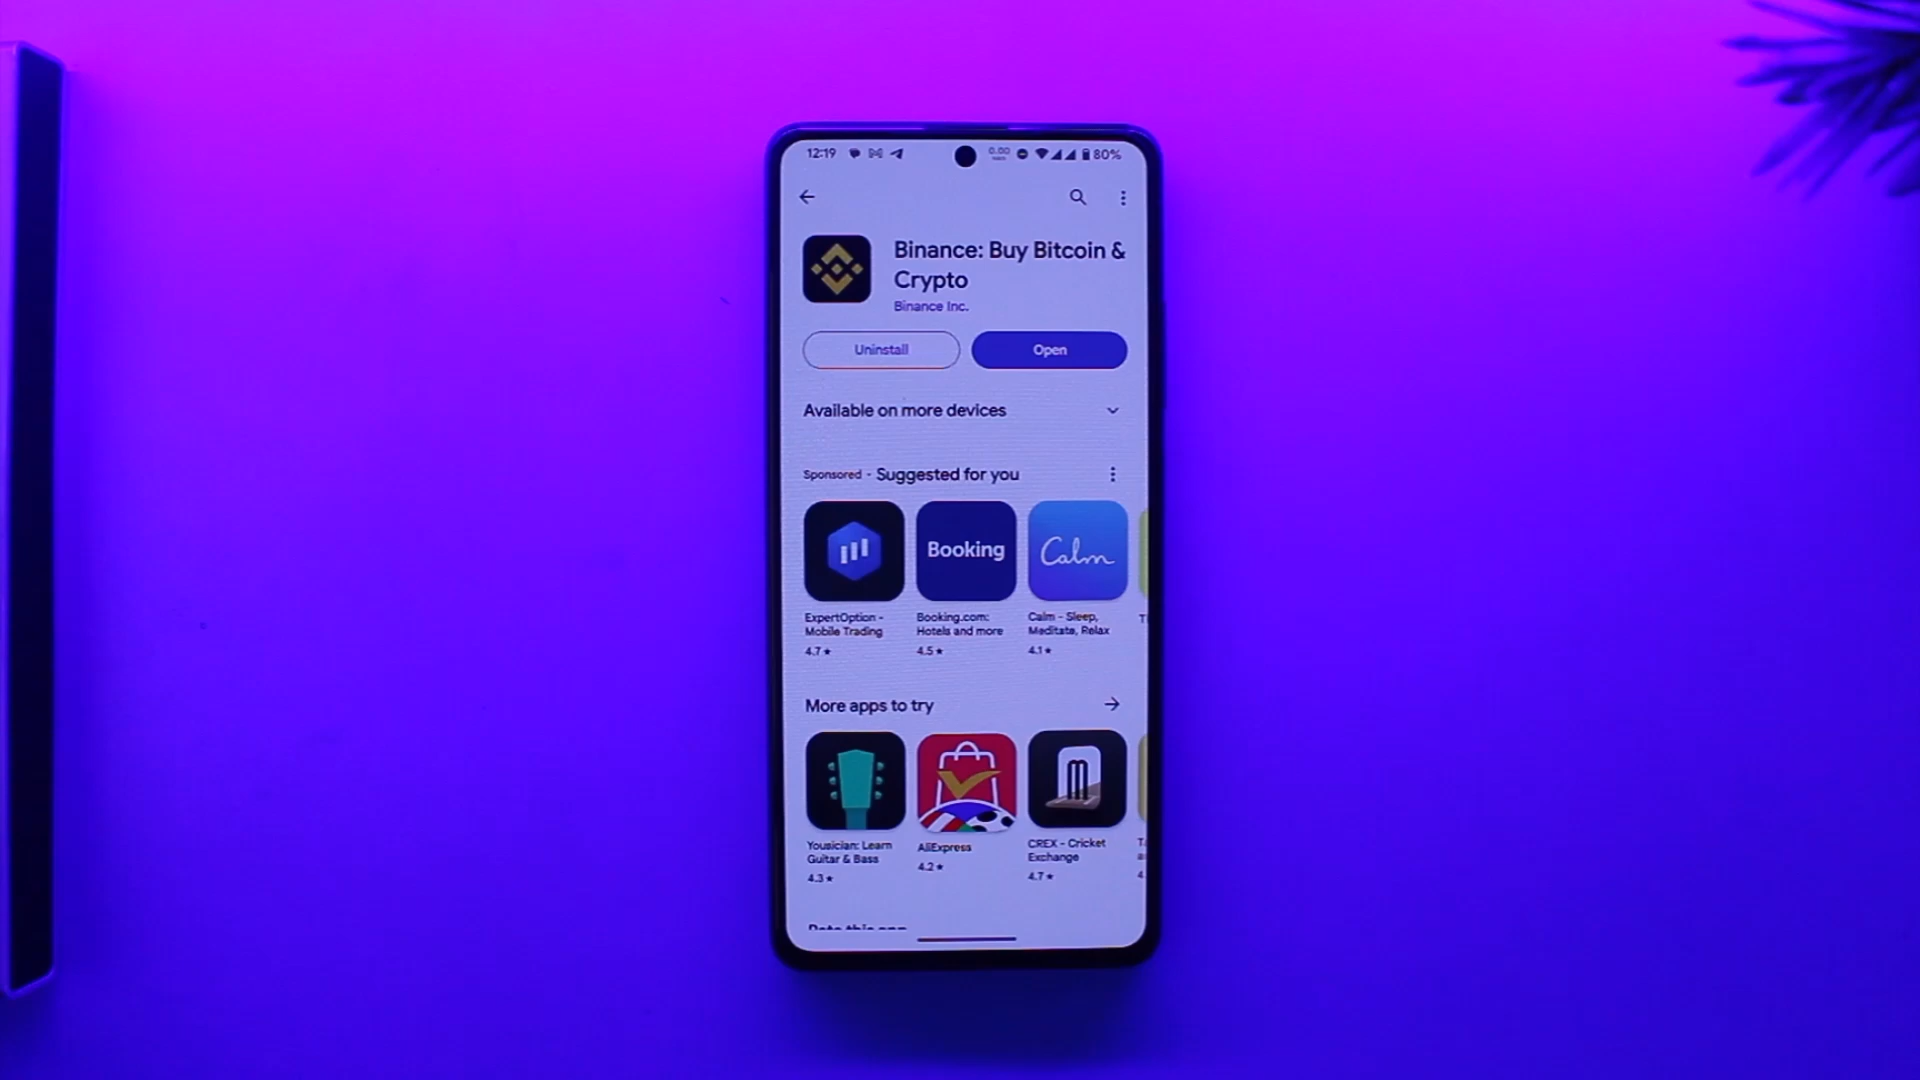 12:19
0.00
80%
Binance: Buy Bitcoin &
Crypto
Binance Inc.
Uninstall
Open
Available on more devices
Sponsored · Suggested for you
Booking
Calm
ExpertOption -
Mobile Trading
4.7★
Booking.com:
Hotels and more
4.5★
Calm - Sleep,
Meditate, Relax
4.1★
More apps to try
Yousician: Learn
Guitar & Bass
4.3★
AliExpress
4.2★
CREX - Cricket
Exchange
4.7★
Rate this app